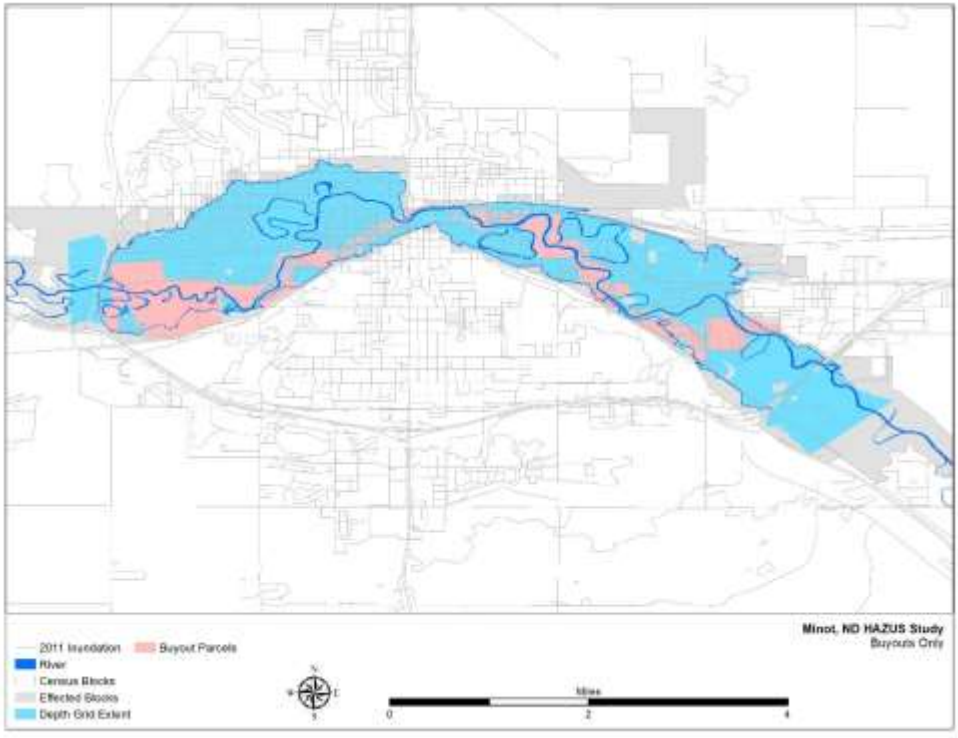 Minot, ND HAZUS Study
Buyouts Only
2011 Inundation
Buyout Parcels
River
Census Blocks
Effected Blocks
Depth Grid Extent
N
W
E
S
Miles
0
2
4